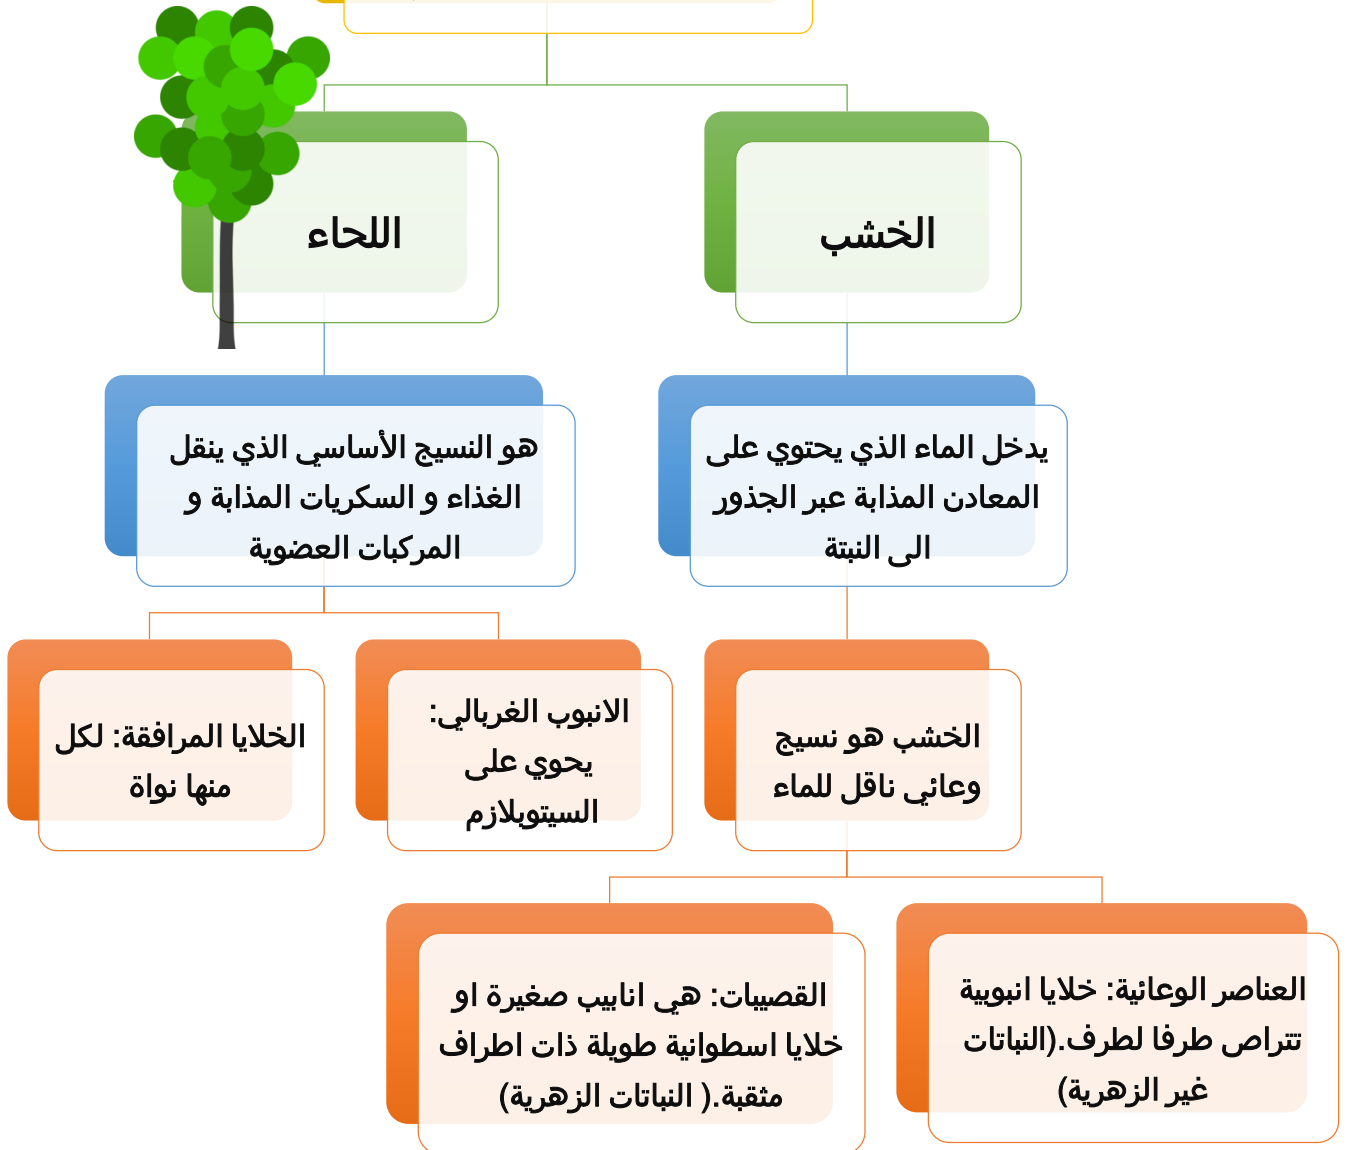 الخشب
اللحاء
يدخل الماء الذي يحتوي على
المعادن المذابة عبر الجذور
الى النبتة
هو النسيج الأساسي الذي ينقل
الغذاء و السكريات المذابة و
المركبات العضوية
الخشب هو نسيج
وعائي ناقل للماء
الانبوب الغربالي:
يحوي على
السيتوبلازم
الخلايا المرافقة: لكل
منها نواة
العناصر الوعائية: خلايا انبوبية
تتراص طرفا لطرف.(النباتات
غير الزهرية)
القصيبات: هي انابيب صغيرة او
خلايا اسطوانية طويلة ذات اطراف
مثقبة.( النباتات الزهرية)